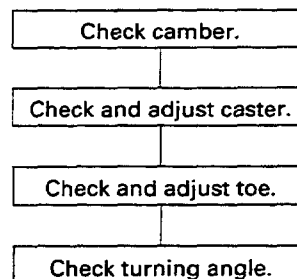 Check camber.
Check and adjust caster.
Check and adjust toe.
Check turning angle.